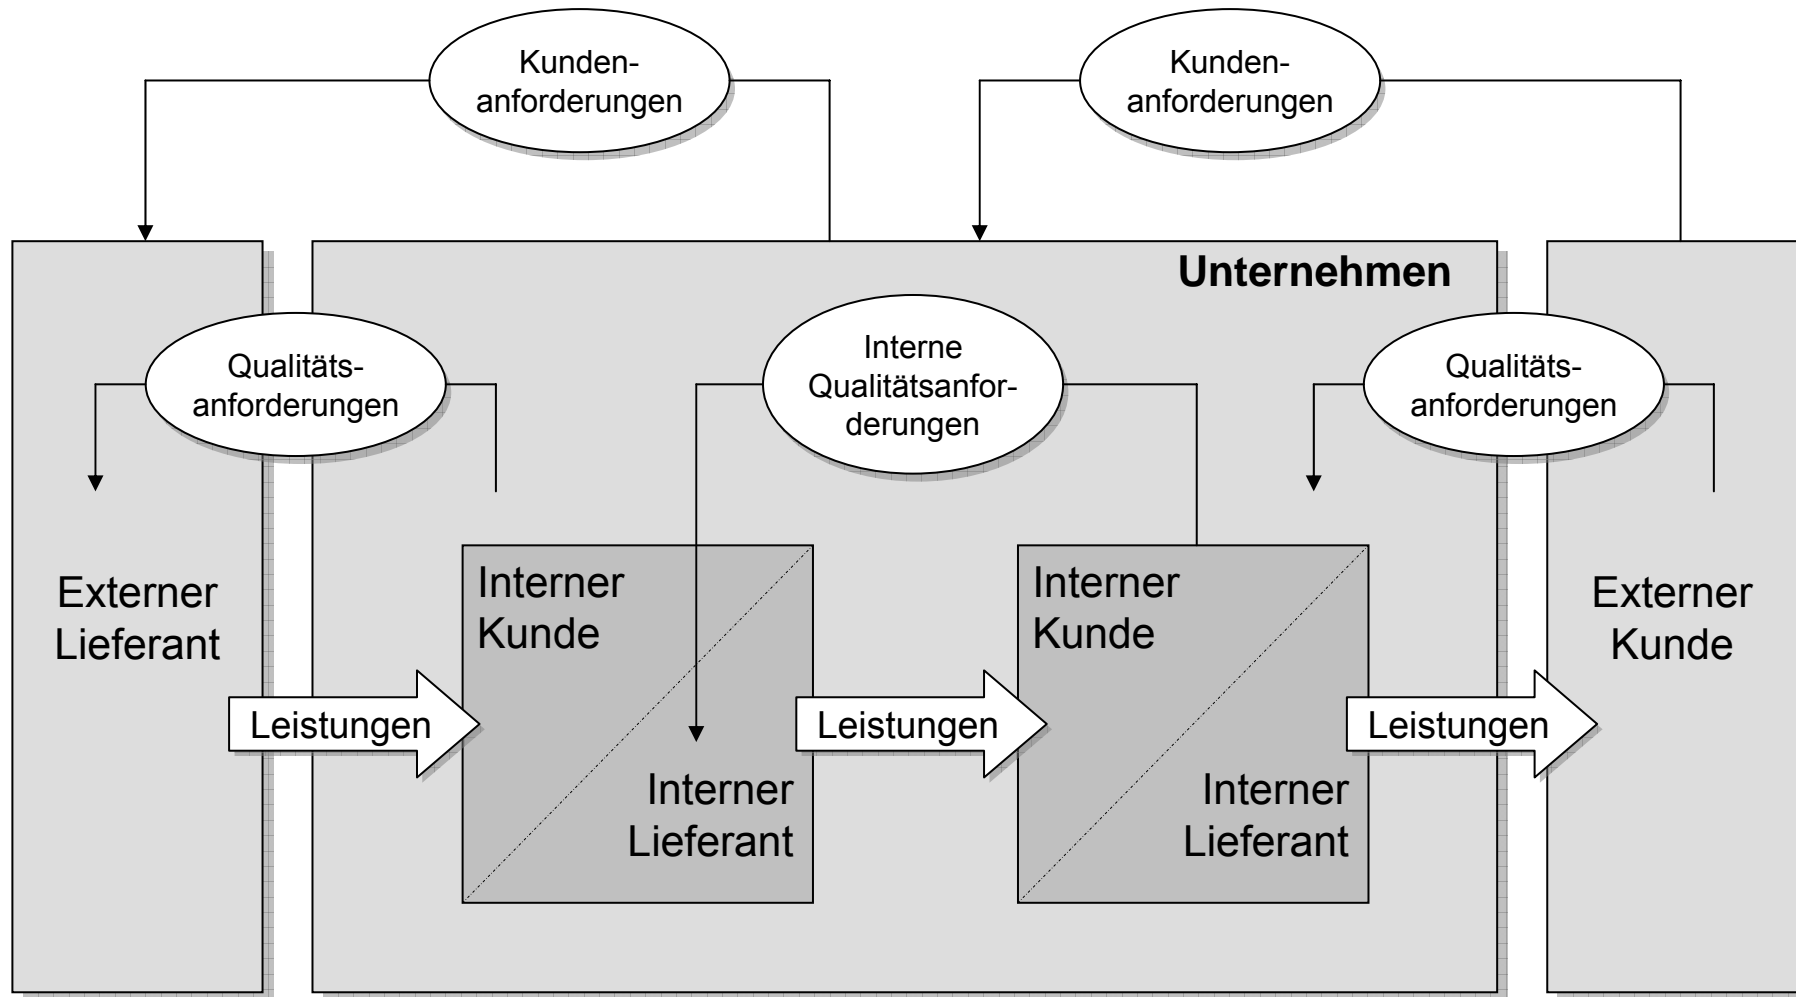 Kunden-
anforderungen
Kunden-
anforderungen
Unternehmen
Qualitäts-
anforderungen
Interne
Qualitätsanfor-
derungen
Qualitäts-
anforderungen
Externer
Lieferant
Interner
Kunde
Interner
Kunde
Externer
Kunde
Leistungen
Leistungen
Leistungen
Interner
Lieferant
Interner
Lieferant